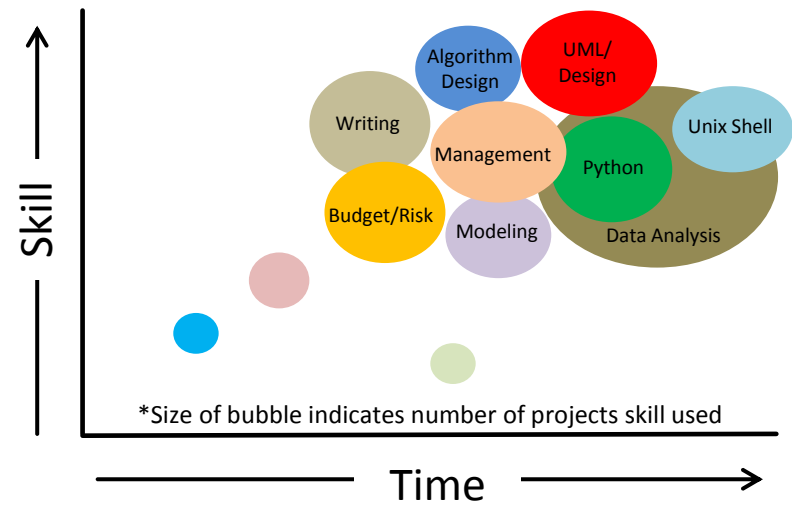 Algorithm
Design
UML/
Design
Writing
Unix Shell
Management
Python
Budget/Risk
Modeling
Data Analysis
Skill
*Size of bubble indicates number of projects skill used
Time